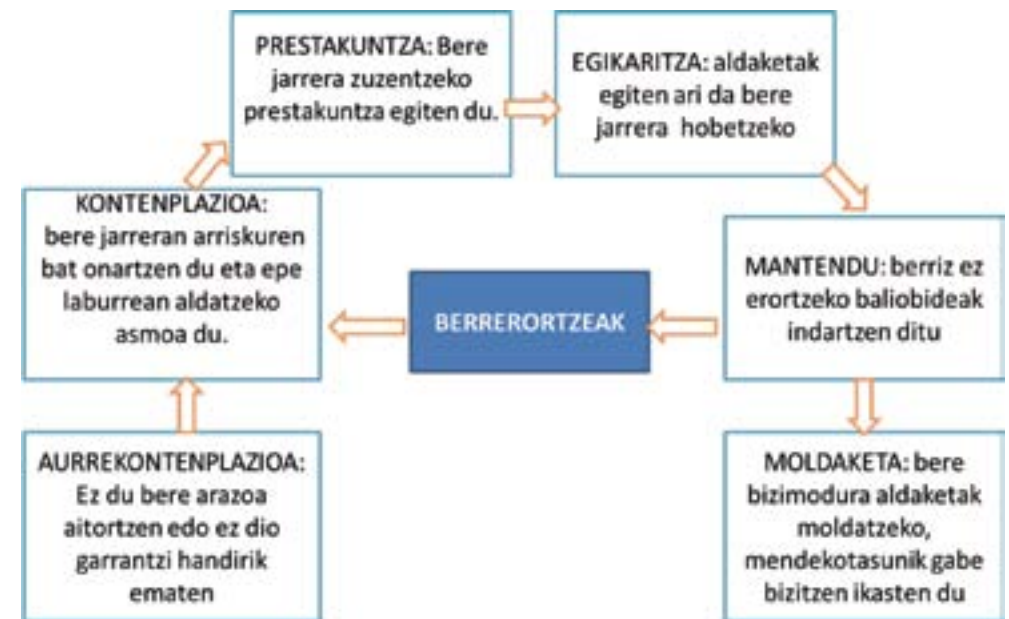 PRESTAKUNTZA: Bere
jarrera zuzentzeko
prestakuntza egiten du.
EGIKARITZA: aldaketak
egiten ari da bere
jarrera hobetzeko
KONTENPLAZIOA:
bere jarreran arriskuren
bat onartzen du eta epe
laburrean aldatzeko
asmoa du.
BERRERORTZEAK
MANTENDU: berriz ez
erortzeko baliobideak
indartzen ditu
AURREKONTENPLAZIOA:
Ez du bere arazoa
aitortzen edo ez dio
garrantzi handirik
ematen
MOLDAKETA: bere
bizimodura aldaketak
moldatzeko,
mendekotasunik gabe
bizitzen ikasten du